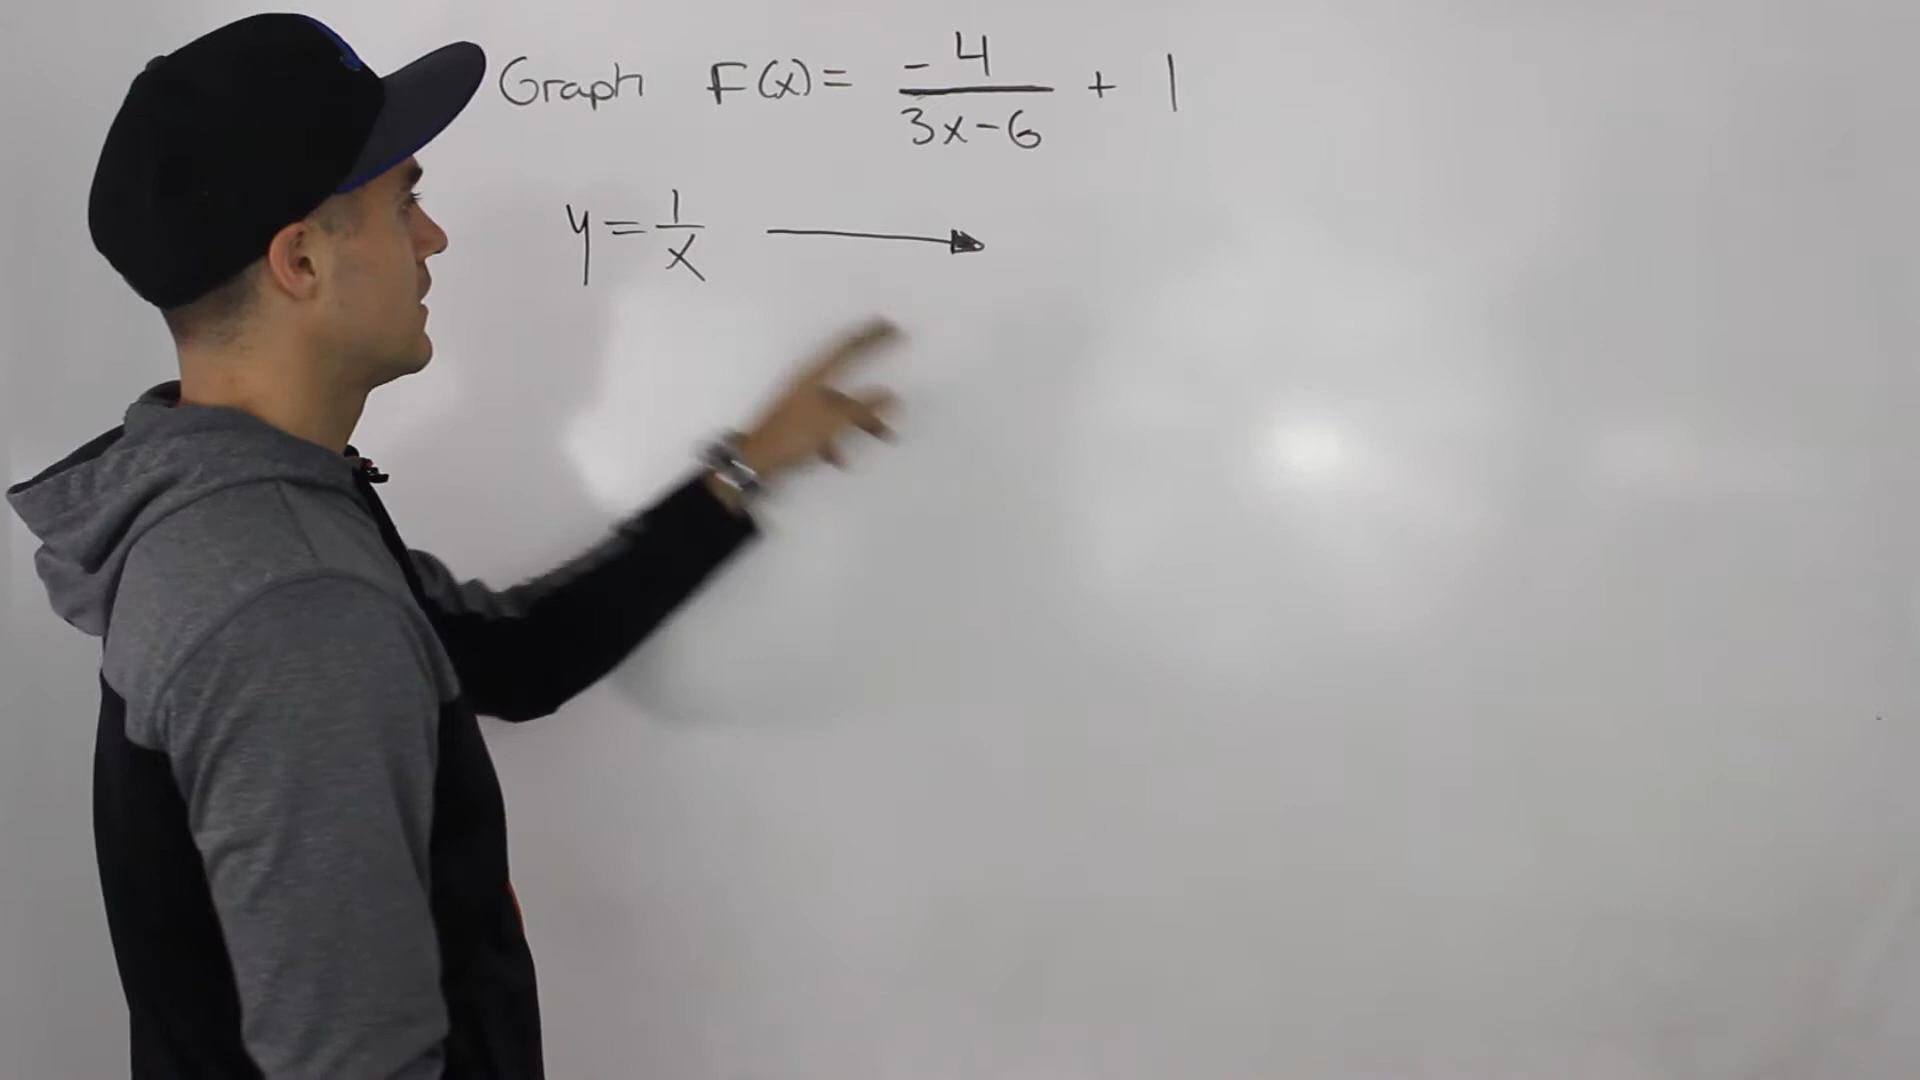 Graph F(x) = -4/(3x-6) + 1
y = 1/x →